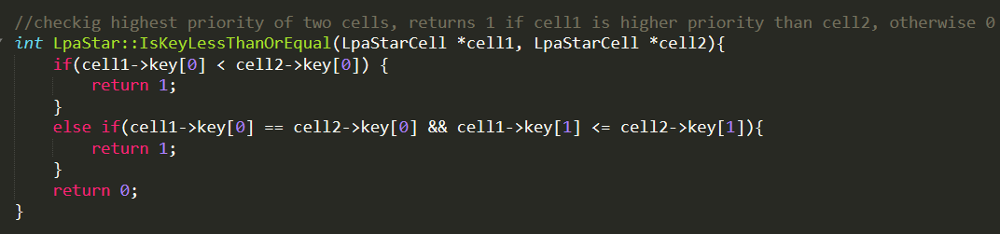 //checkig highest priority of two cells, returns 1 if cell1 is higher priority than cell2, otherwise 0
int LpaStar::IsKeyLessThanOrEqual(LpaStarCell *cell1, LpaStarCell *cell2){
    if(cell1->key[0] < cell2->key[0]) {
        return 1;
    }
    else if(cell1->key[0] == cell2->key[0] && cell1->key[1] <= cell2->key[1]){
        return 1;
    }
    return 0;
}